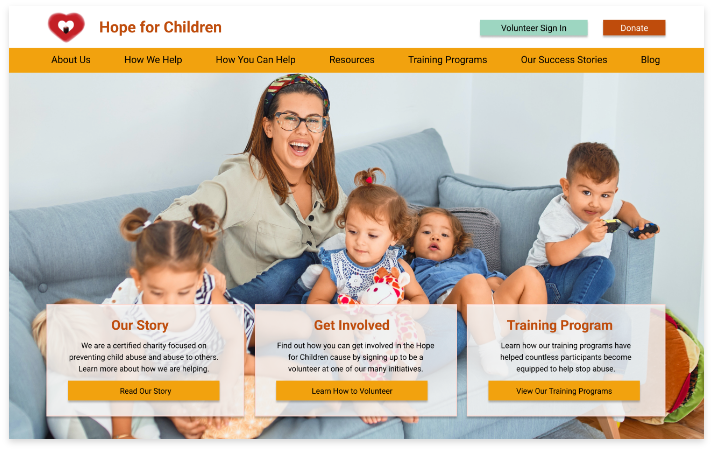 Hope for Children
Volunteer Sign In
Donate
About Us
How We Help
How You Can Help
Resources
Training Programs
Our Success Stories
Blog
Our Story
We are a certified charity focused on
preventing child abuse and abuse to others.
Learn more about how we are helping.
Read Our Story
Get Involved
Find out how you can get involved in the Hope
for Children cause by signing up to be a
volunteer at one of our many initiatives.
Learn How to Volunteer
Training Program
Learn how our training programs have
helped countless participants become
equipped to help stop abuse.
View Our Training Programs